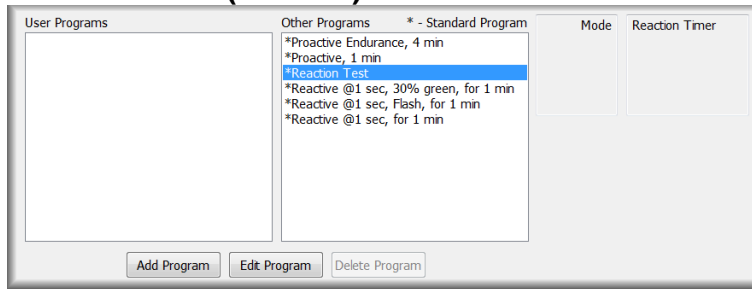 User Programs
Other Programs * - Standard Program
Mode Reaction Timer
*Proactive Endurance, 4 min
*Proactive, 1 min
*Reaction Test
*Reactive @1 sec, 30% green, for 1 min
*Reactive @1 sec, Flash, for 1 min
*Reactive @1 sec, for 1 min
Add Program Edit Program Delete Program